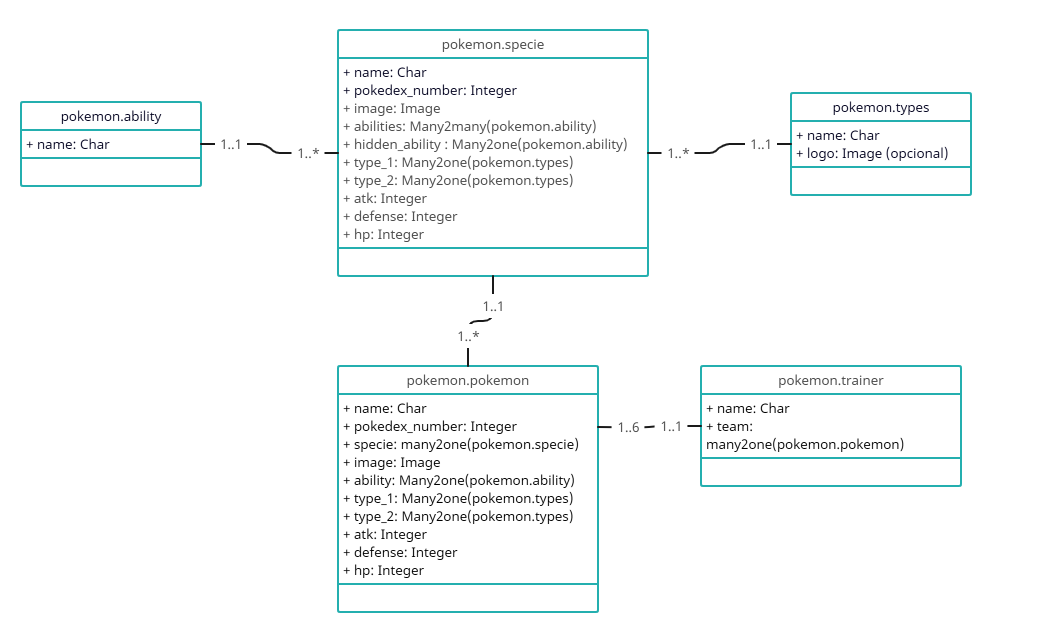 pokemon.specie
+ name: Char
+ pokedex_number: Integer
+ image: Image
+ abilities: Many2many(pokemon.ability)
+ hidden_ability : Many2one(pokemon.ability)
+ type_1: Many2one(pokemon.types)
+ type_2: Many2one(pokemon.types)
+ atk: Integer
+ defense: Integer
+ hp: Integer
pokemon.ability
+ name: Char
1..1
1..*
1..*
1..1
pokemon.types
+ name: Char
+ logo: Image (opcional)
1..1
1..*
pokemon.pokemon
+ name: Char
+ pokedex_number: Integer
+ specie: many2one(pokemon.specie)
+ image: Image
+ ability: Many2one(pokemon.ability)
+ type_1: Many2one(pokemon.types)
+ type_2: Many2one(pokemon.types)
+ atk: Integer
+ defense: Integer
+ hp: Integer
1..6
1..1
pokemon.trainer
+ name: Char
+ team:
many2one(pokemon.pokemon)